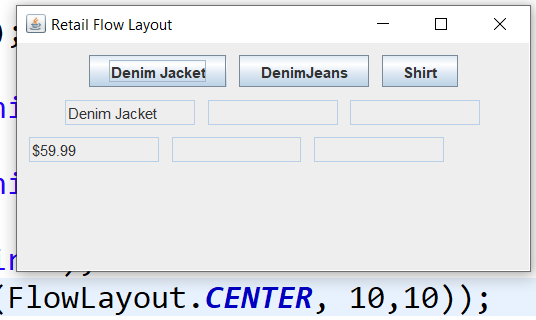 Retail Flow Layout
Denim Jacket DenimJeans Shirt
Denim Jacket
$59.99
(FlowLayout.CENTER, 10,10));